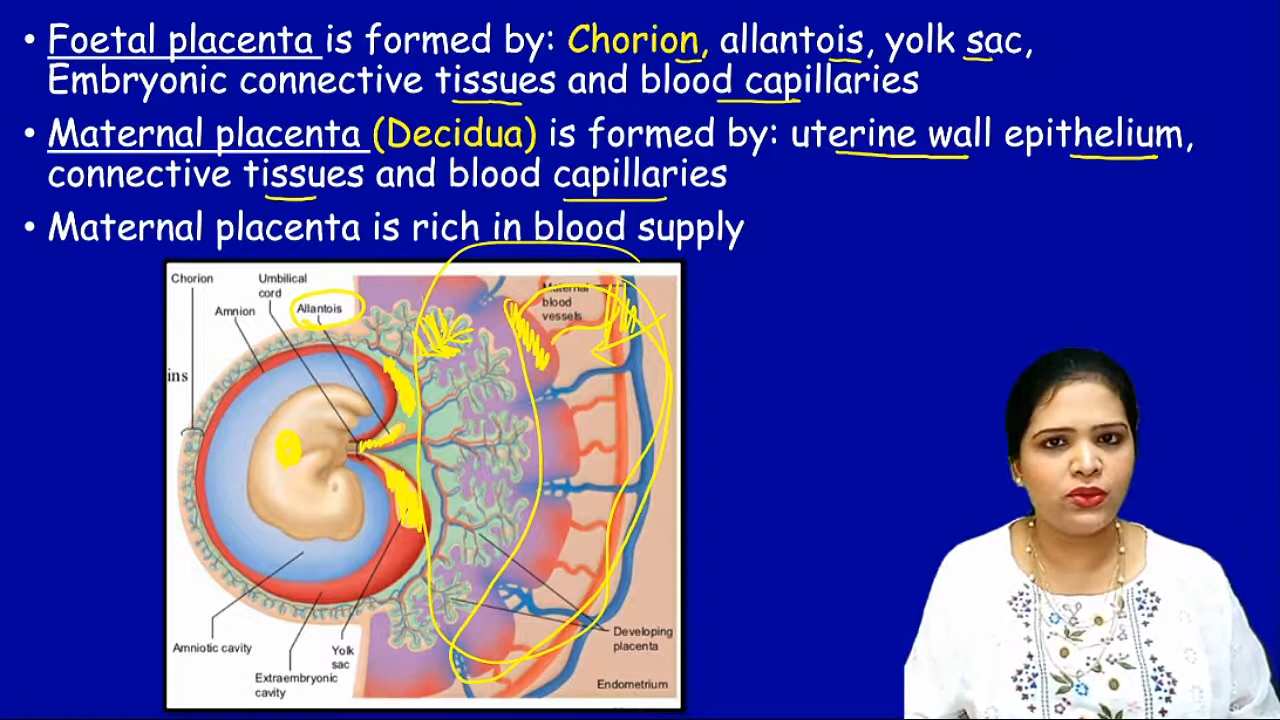 • Foetal placenta is formed by: Chorion, allantois, yolk sac,
Embryonic connective tissues and blood capillaries
• Maternal placenta (Decidua) is formed by: uterine wall epithelium,
connective tissues and blood capillaries
• Maternal placenta is rich in blood supply
Chorion
Umbilical
cord
Amnion
Allantois
Maternal
blood
vessels
ins
Amniotic cavity
Yolk
sac
Extraembryonic
cavity
Developing
placenta
Endometrium